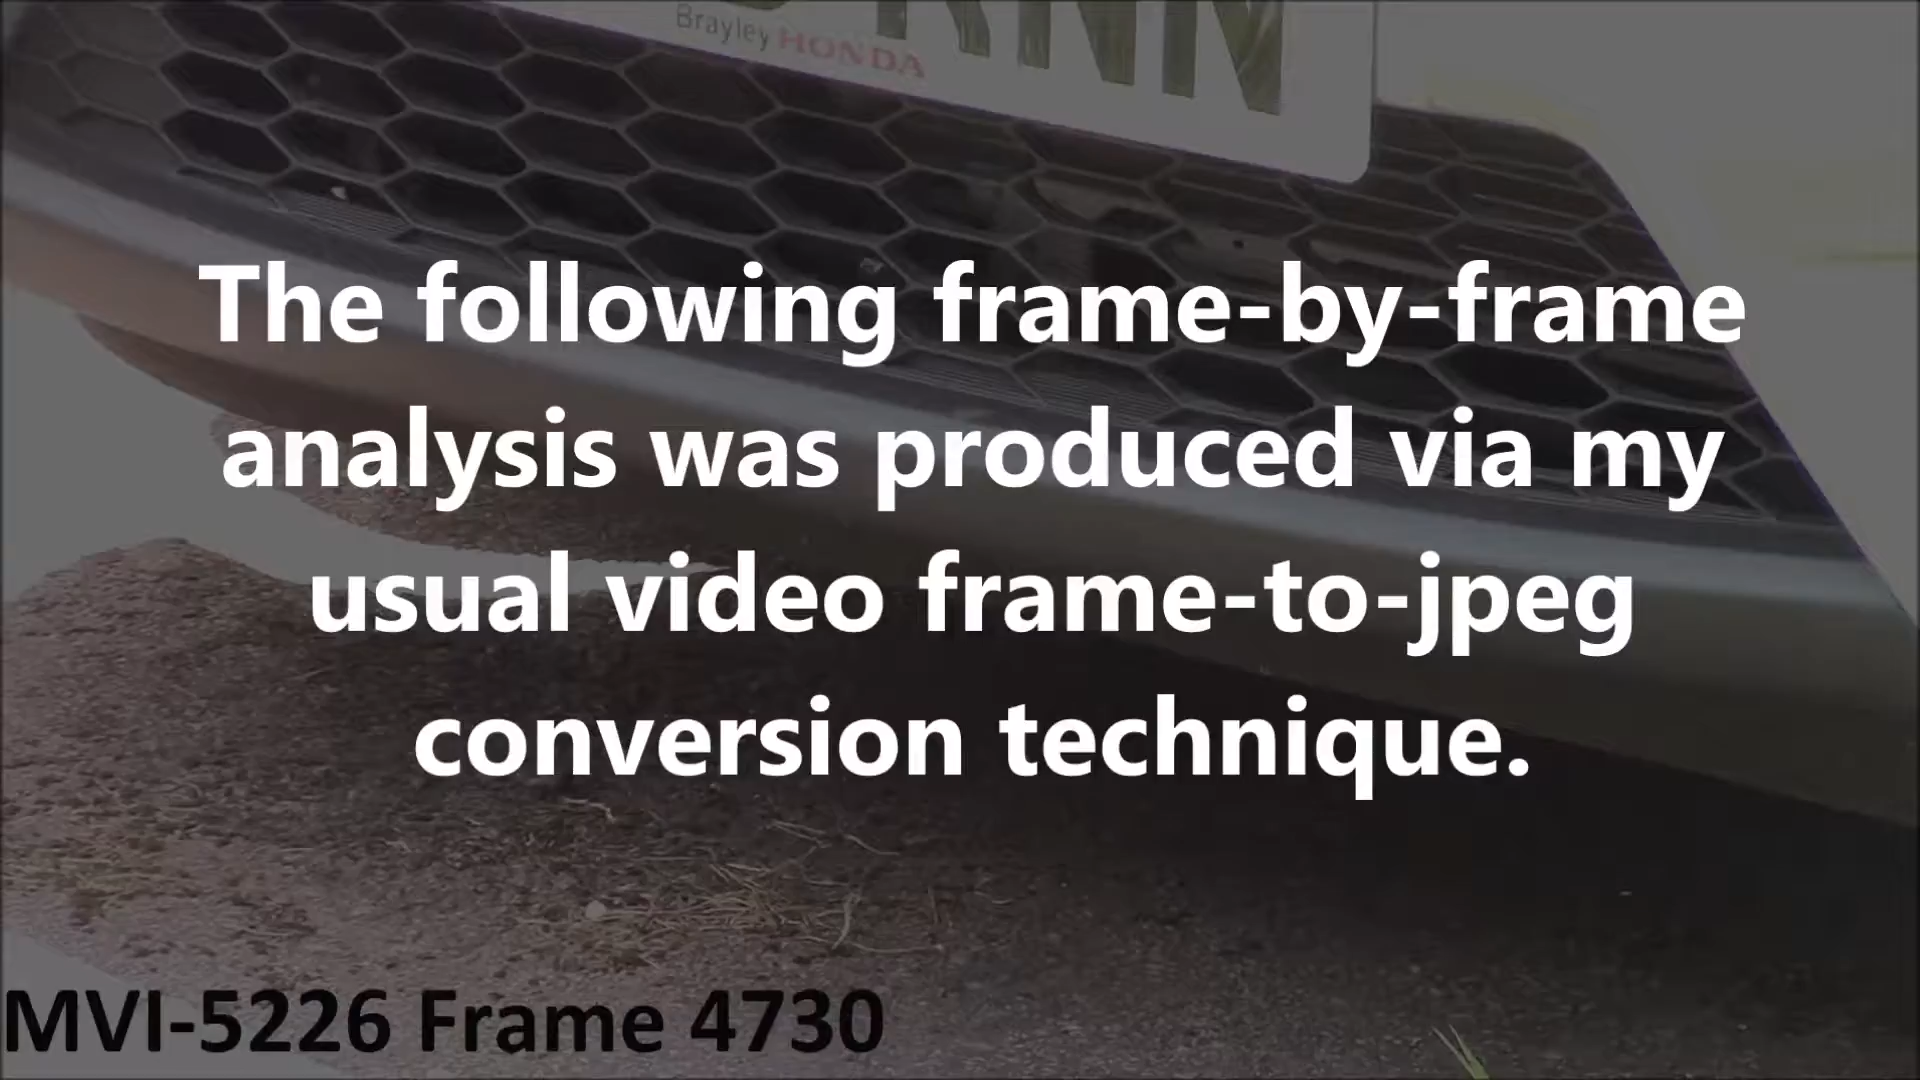 Brayley HONDA
The following frame-by-frame
analysis was produced via my
usual video frame-to-jpeg
conversion technique.
MVI-5226 Frame 4730